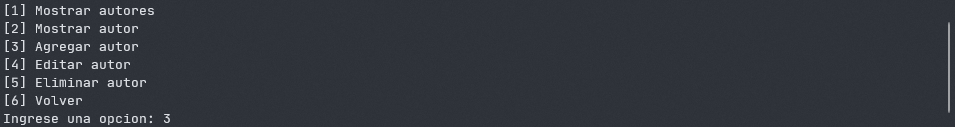 [1] Mostrar autores
[2] Mostrar autor
[3] Agregar autor
[4] Editar autor
[5] Eliminar autor
[6] Volver
Ingrese una opcion: 3